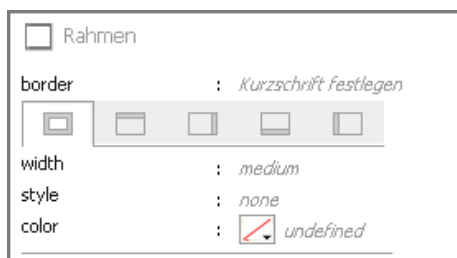 Rahmen
border : Kurzschrift festlegen
width : medium
style : none
color : undefined